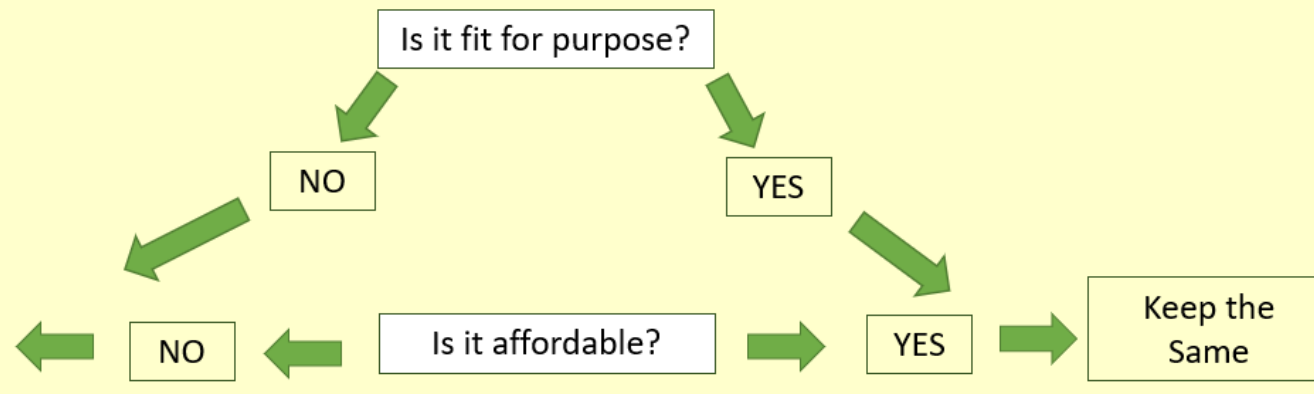 Is it fit for purpose?
NO
YES
NO
Is it affordable?
YES
Keep the
Same